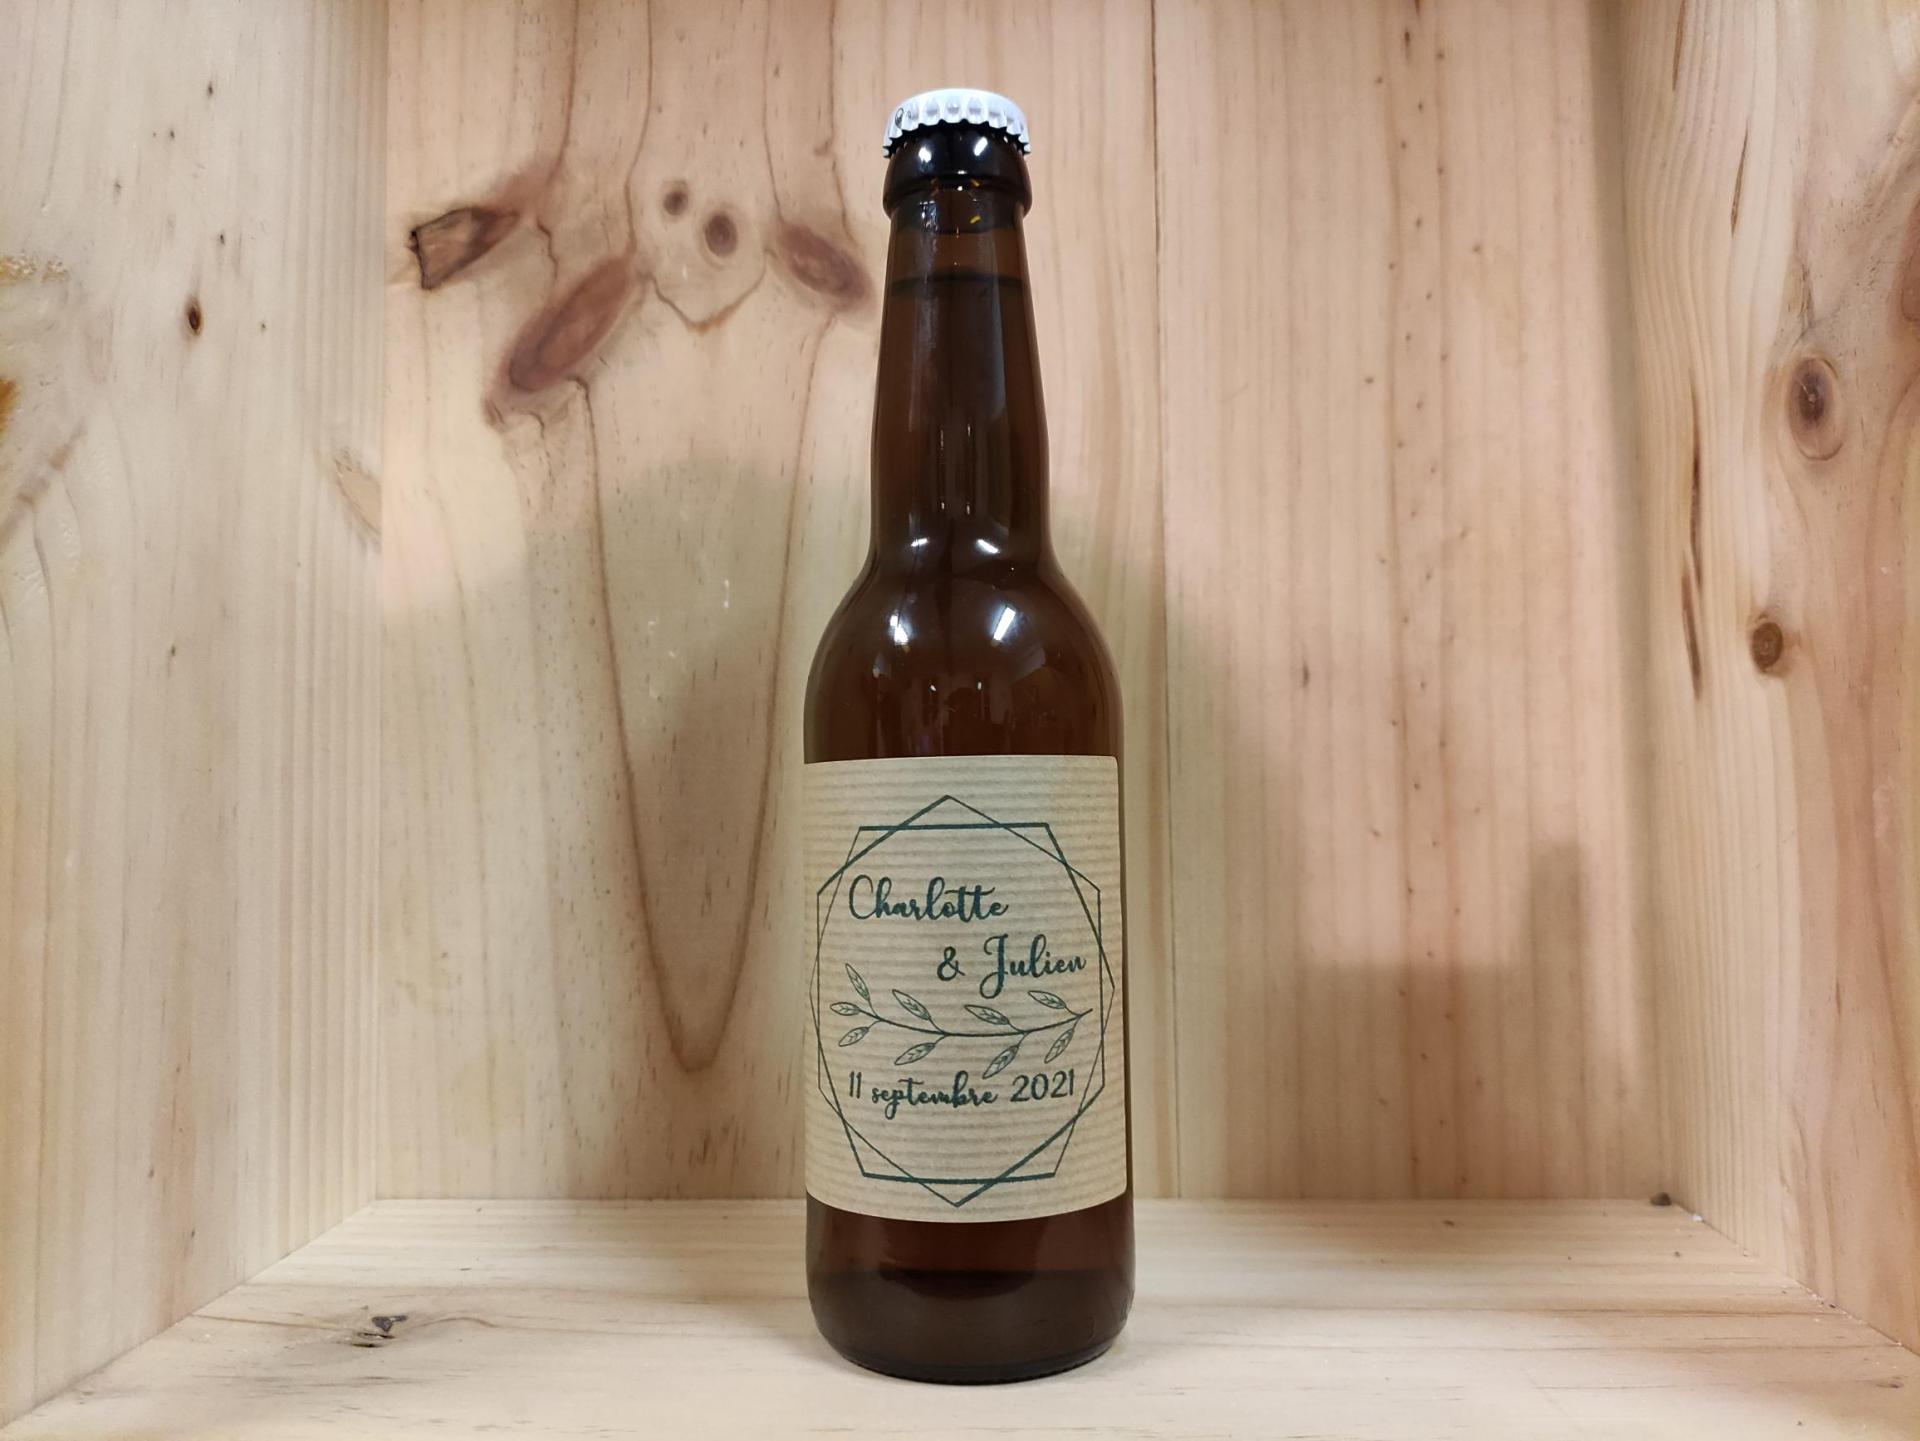 Charlotte
& Julien
11 septembre 2021